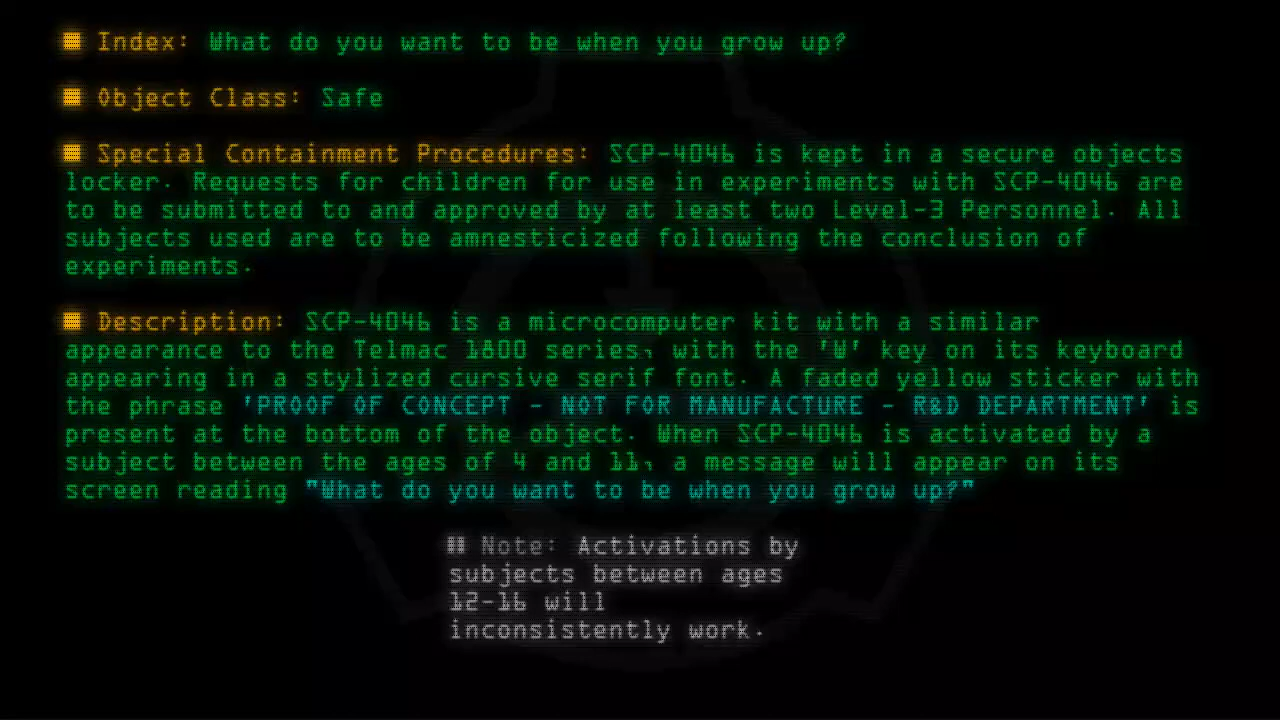 ■ Index: What do you want to be when you grow up?
■ Object Class: Safe
■ Special Containment Procedures: SCP-4046 is kept in a secure objects
locker. Requests for children for use in experiments with SCP-4046 are
to be submitted to and approved by at least two Level-3 Personnel. All
subjects used are to be amnesticized following the conclusion of
experiments.
■ Description: SCP-4046 is a microcomputer kit with a similar
appearance to the Telmac 1800 series, with the 'W' key on its keyboard
appearing in a stylized cursive serif font. A faded yellow sticker with
the phrase 'PROOF OF CONCEPT - NOT FOR MANUFACTURE - R&D DEPARTMENT' is
present at the bottom of the object. When SCP-4046 is activated by a
subject between the ages of 4 and 11, a message will appear on its
screen reading "What do you want to be when you grow up?"
Note: Activations by
subjects between ages
12-16 will
inconsistently work.